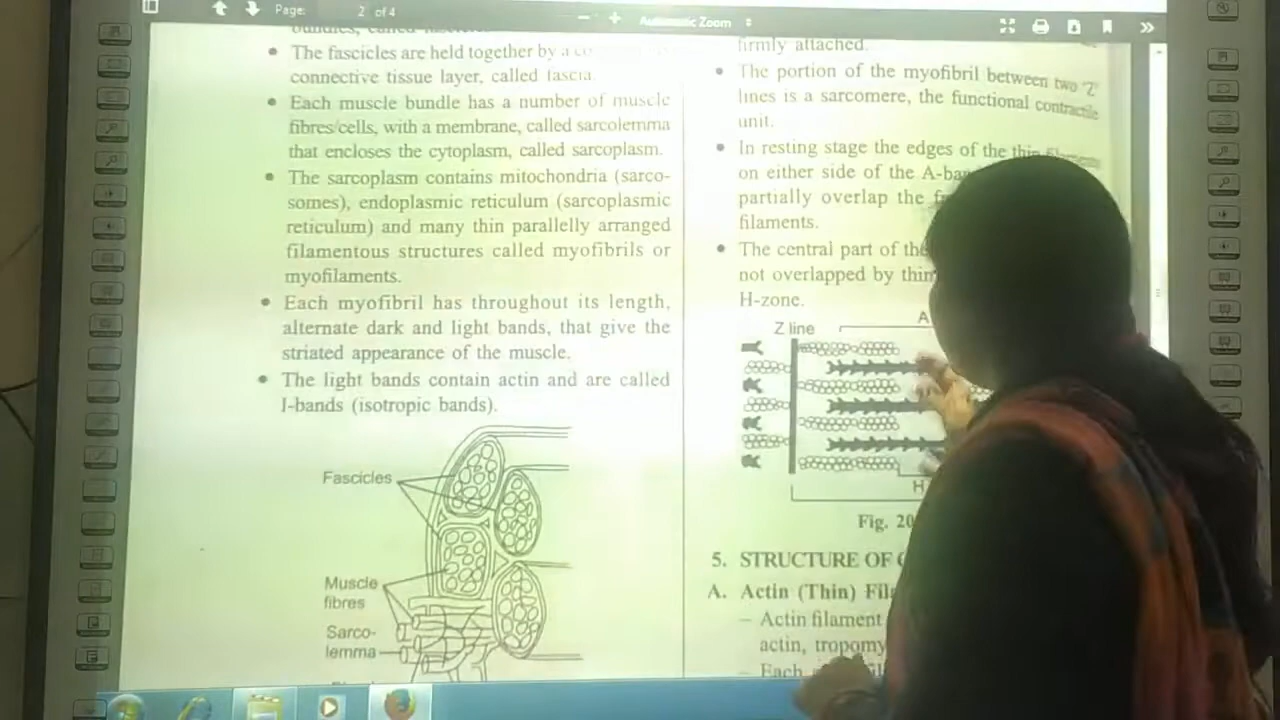 Page: 2 of 4
Automatic Zoom
• The fascicles are held together by a
connective tissue layer, called fascia.
• Each muscle bundle has a number of muscle
fibres/cells, with a membrane, called sarcolemma
that encloses the cytoplasm, called sarcoplasm.
• The sarcoplasm contains mitochondria (sarco-
somes), endoplasmic reticulum (sarcoplasmic
reticulum) and many thin parallelly arranged
filamentous structures called myofibrils or
myofilaments.
• Each myofibril has throughout its length,
alternate dark and light bands, that give the
striated appearance of the muscle.
• The light bands contain actin and are called
I-bands (isotropic bands).
Fascicles
Muscle
fibres
Sarco-
lemma
firmly attached.
• The portion of the myofibril between two 'Z'
lines is a sarcomere, the functional contractile
unit.
• In resting stage the edges of the thin filaments
on either side of the
partially overlap the
filaments.
• The central part of
not overlapped by
H-zone.
Z line
A
H
Fig. 20
5. STRUCTURE OF
A. Actin (Thin)
– Actin filament
actin,
– Each